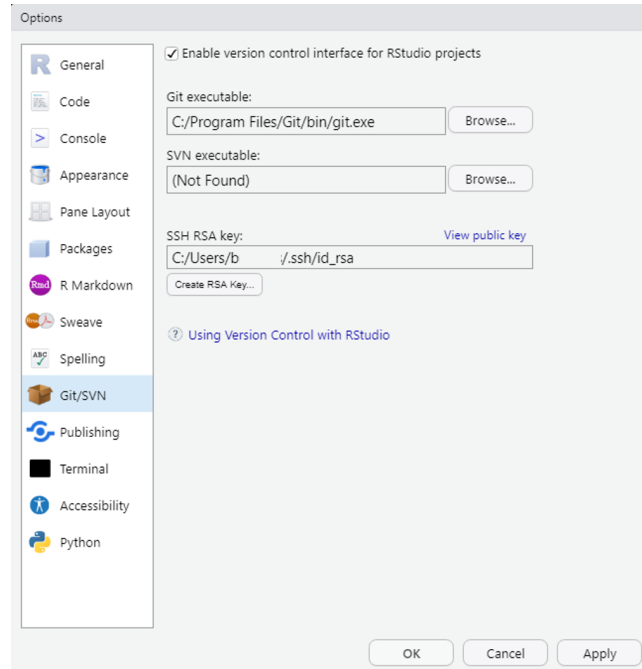 Options
General
Code
Console
Appearance
Pane Layout
Packages
R Markdown
Sweave
Spelling
Git/SVN
Publishing
Terminal
Accessibility
Python
Enable version control interface for RStudio projects
Git executable:
C:/Program Files/Git/bin/git.exe Browse...
SVN executable:
(Not Found) Browse...
SSH RSA key: View public key
C:/Users/b /.ssh/id_rsa
Create RSA Key...
? Using Version Control with RStudio
OK Cancel Apply